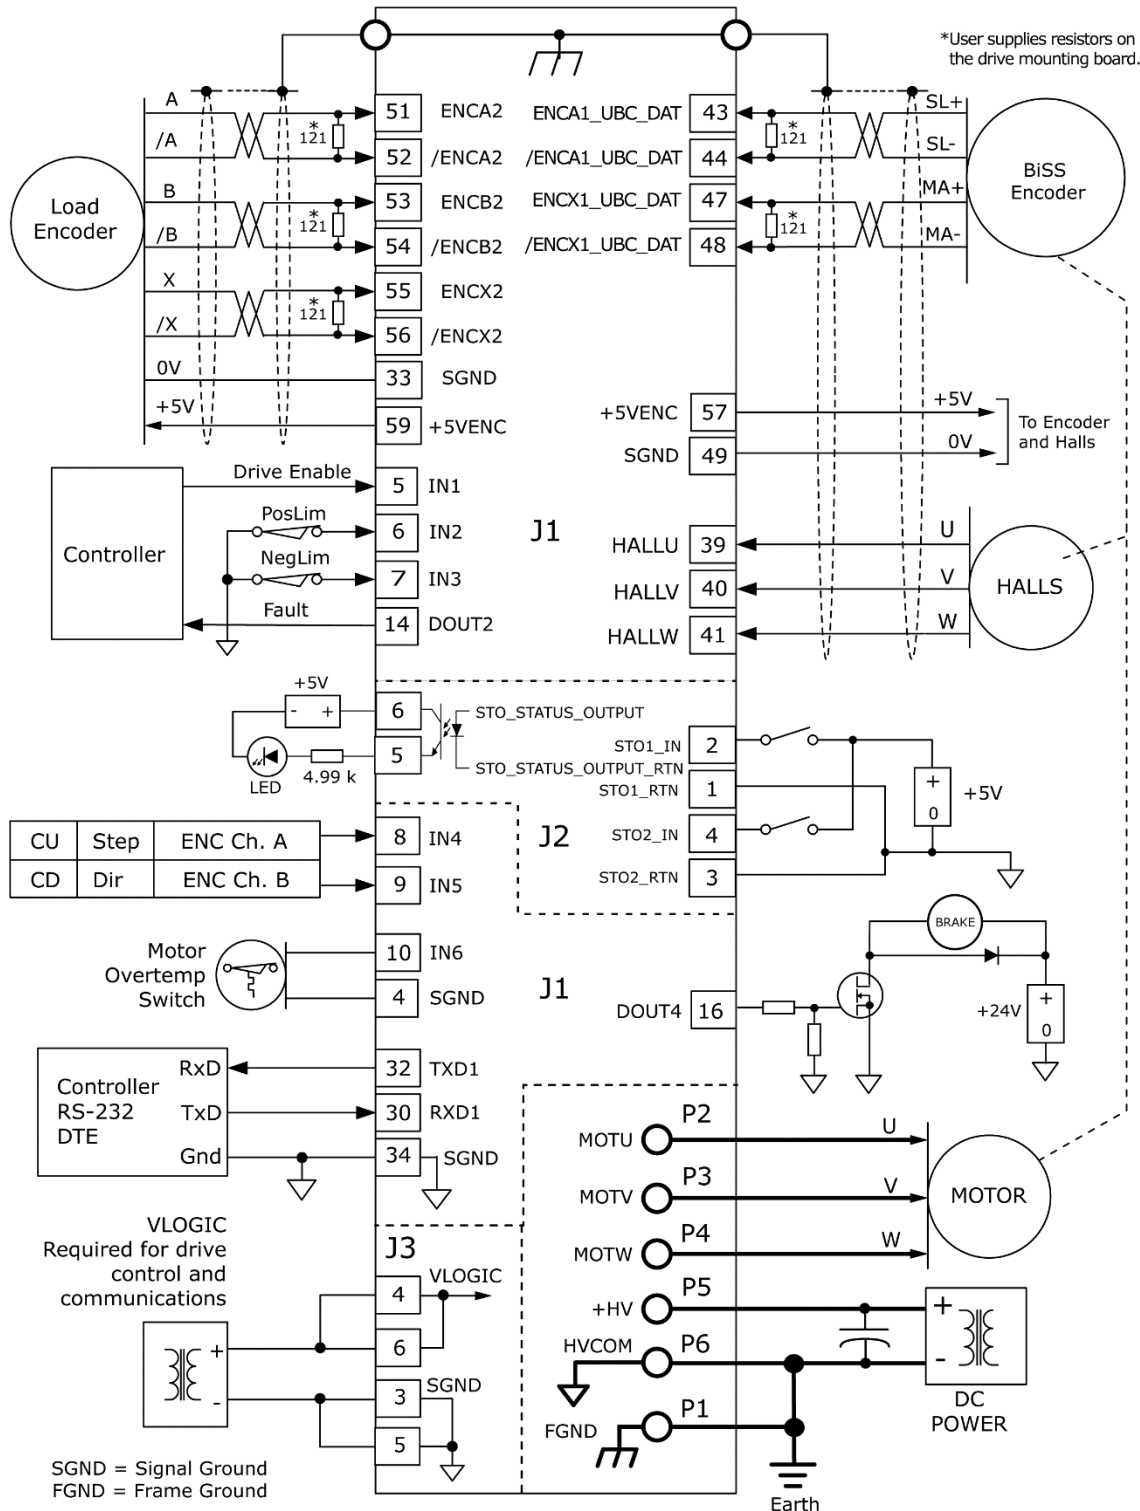 *User supplies resistors on
the drive mounting board.
A
/A
B
/B
X
/X
0V
+5V
Load
Encoder
*
121
*
121
*
121
51 ENCA2
52 /ENCA2
53 ENCB2
54 /ENCB2
55 ENCX2
56 /ENCX2
33 SGND
59 +5VENC
ENCA1_UBC_DAT 43
/ENCA1_UBC_DAT 44
ENCX1_UBC_DAT 47
/ENCX1_UBC_DAT 48
*
121
*
121
SL+
SL-
MA+
MA-
BiSS
Encoder
+5VENC 57 +5V
SGND 49 0V
To Encoder
and Halls
Controller
Drive Enable
PosLim
NegLim
Fault
5 IN1
6 IN2
7 IN3
14 DOUT2
J1
HALLU 39 U
HALLV 40 V
HALLW 41 W
HALLS
+5V
- +
LED
4.99 k
6 STO_STATUS_OUTPUT
5 STO_STATUS_OUTPUT_RTN
STO1_IN 2
STO1_RTN 1
STO2_IN 4
STO2_RTN 3
J2
+
0
+5V
CU Step ENC Ch. A
CD Dir ENC Ch. B
8 IN4
9 IN5
Motor
Overtemp
Switch
10 IN6
4 SGND
J1
DOUT4 16
BRAKE
+24V
+
0
Controller
RS-232
DTE
RxD
TxD
Gnd
32 TXD1
30 RXD1
34 SGND
MOTU P2 U
MOTV P3 V
MOTW P4 W
MOTOR
+HV P5
HVCOM P6
FGND P1
+
-
DC
POWER
Earth
VLOGIC
Required for drive
control and
communications
+
-
J3
4 VLOGIC
6
3 SGND
5
SGND = Signal Ground
FGND = Frame Ground